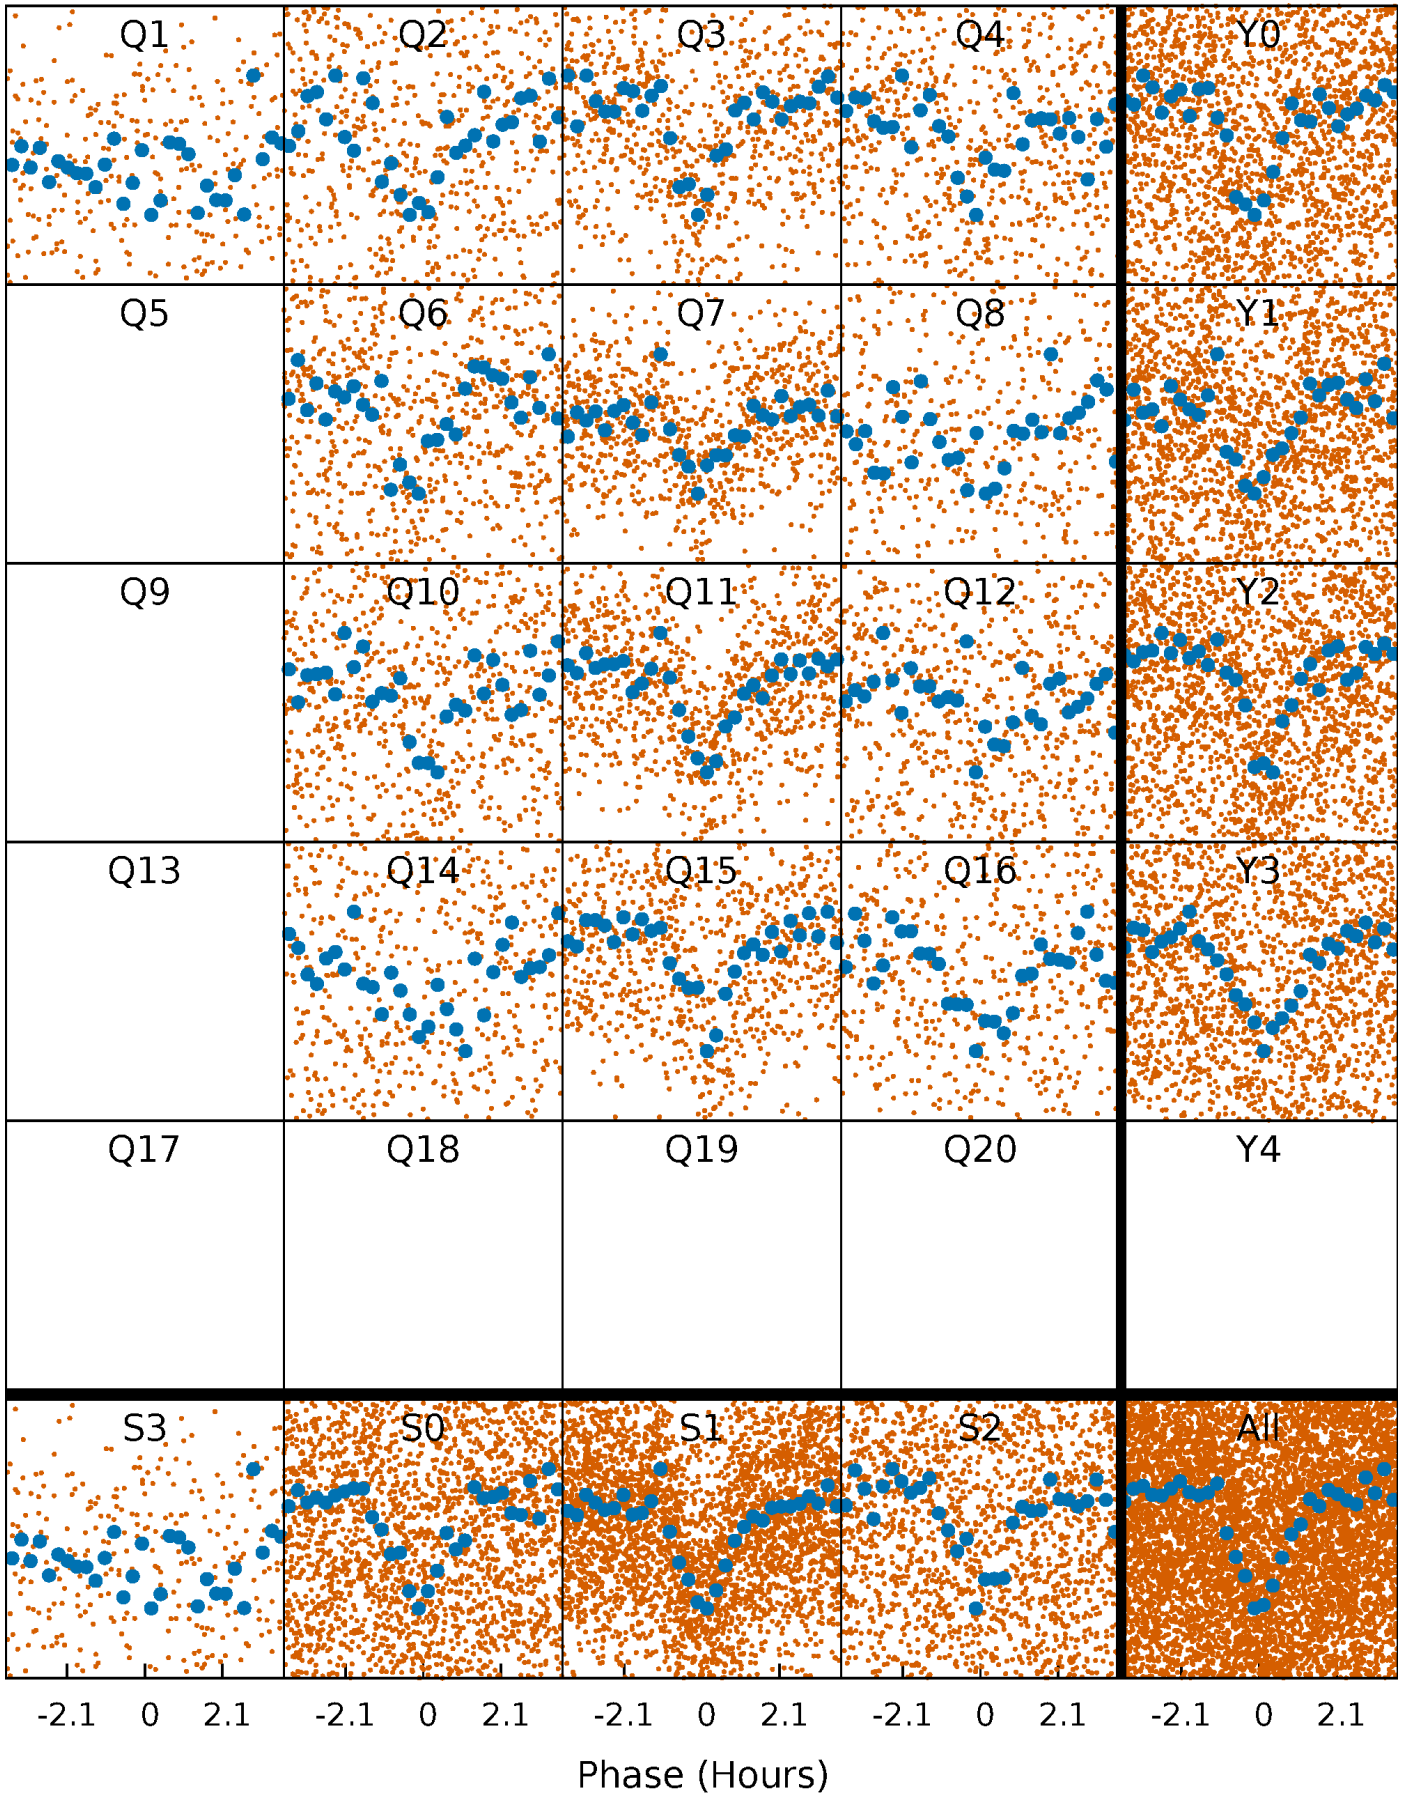 Q1 Q2 Q3 Q4 Y0
Q5 Q6 Q7 Q8 Y1
Q9 Q10 Q11 Q12 Y2
Q13 Q14 Q15 Q16 Y3
Q17 Q18 Q19 Q20 Y4
S3 S0 S1 S2 All
-2.1 0 2.1 -2.1 0 2.1 -2.1 0 2.1 -2.1 0 2.1 -2.1 0 2.1
Phase (Hours)